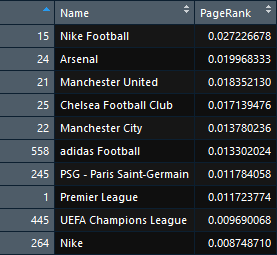 Name PageRank
15 Nike Football 0.027226678
24 Arsenal 0.019968333
21 Manchester United 0.018352130
25 Chelsea Football Club 0.017139476
22 Manchester City 0.013780236
558 adidas Football 0.013302024
245 PSG - Paris Saint-Germain 0.011784058
1 Premier League 0.011723774
445 UEFA Champions League 0.009690068
264 Nike 0.008748710